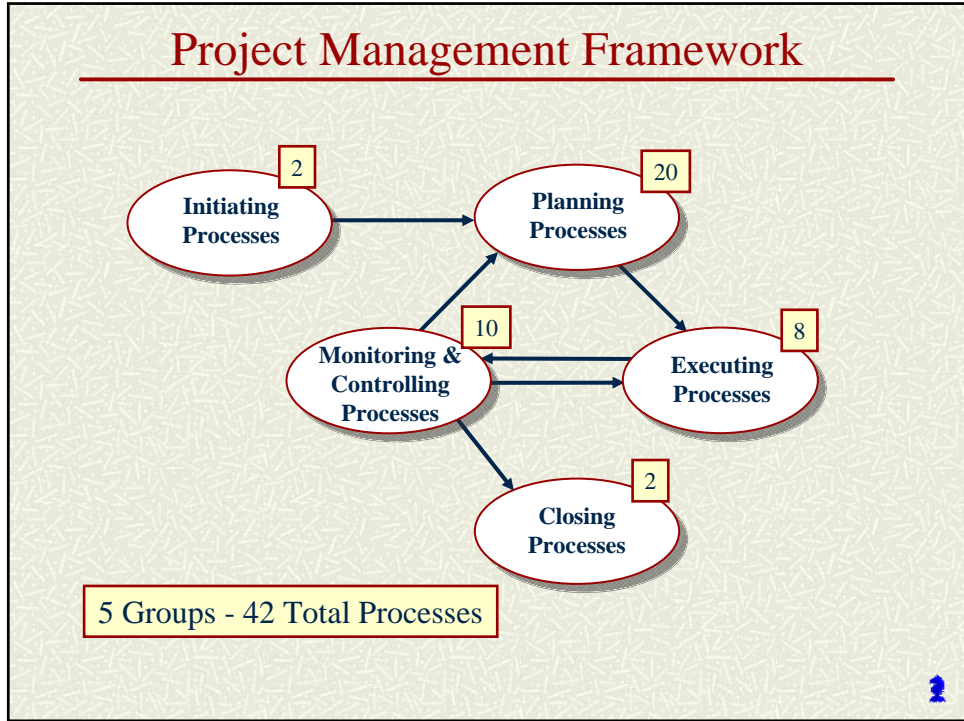 Project Management Framework
2
Initiating
Processes
20
Planning
Processes
10
Monitoring &
Controlling
Processes
8
Executing
Processes
2
Closing
Processes
5 Groups - 42 Total Processes